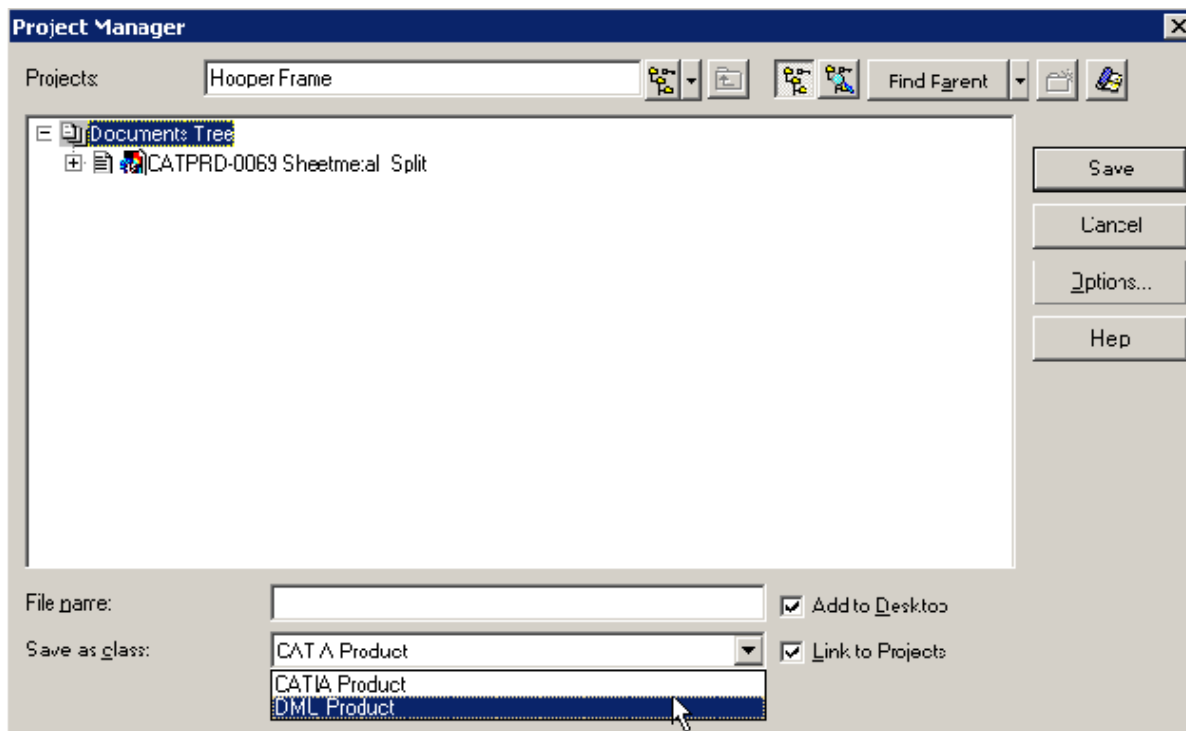 Project Manager
Projects: Hooper Frame Find Parent
Documents Tree
CATPRD-0069 Sheetmetal Split
Save
Cancel
Options...
Help
File name: Add to Desktop
Save as class: CATIA Product Link to Projects
CATIA Product
DML Product